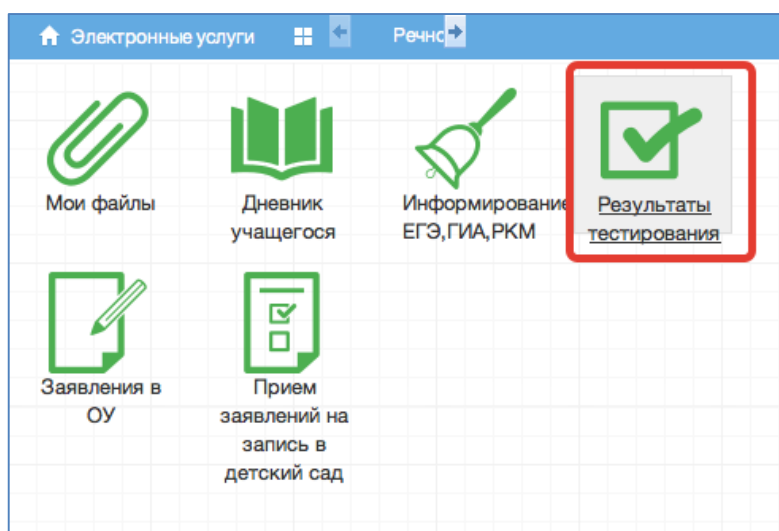 Электронные услуги
Речно
Мои файлы
Дневник
учащегося
Информирование
ЕГЭ,ГИА,РКМ
Результаты
тестирования
Заявления в
ОУ
Прием
заявлений на
запись в
детский сад